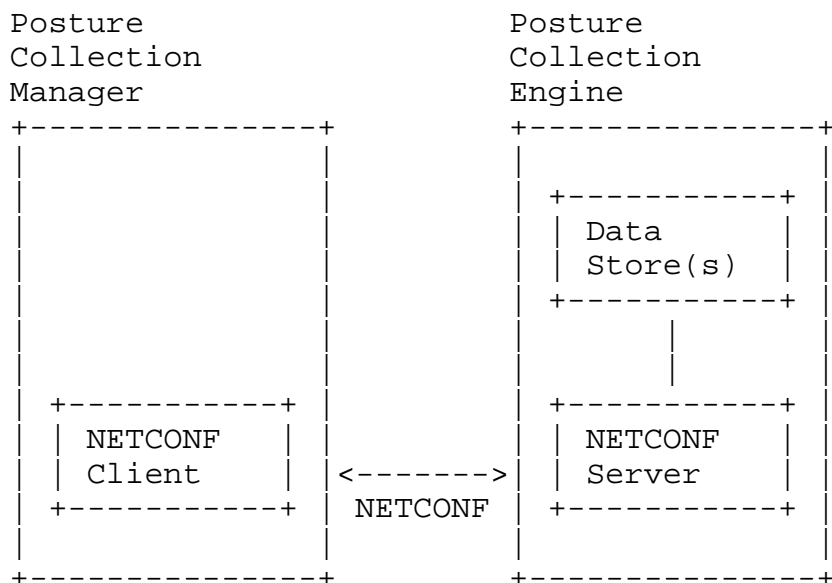 Posture Collection Manager
Posture Collection Engine
Data
Store(s)
NETCONF
Client
NETCONF
NETCONF
Server